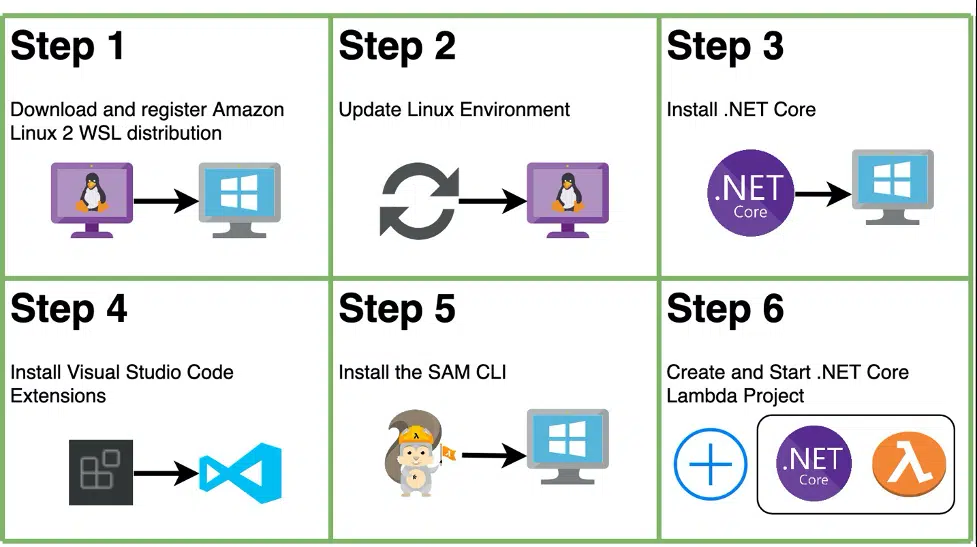 Step 1
Download and register Amazon
Linux 2 WSL distribution
Step 2
Update Linux Environment
Step 3
Install .NET Core
.NET
Core
Step 4
Install Visual Studio Code
Extensions
Step 5
Install the SAM CLI
λ
Step 6
Create and Start .NET Core
Lambda Project
.NET
Core
λ